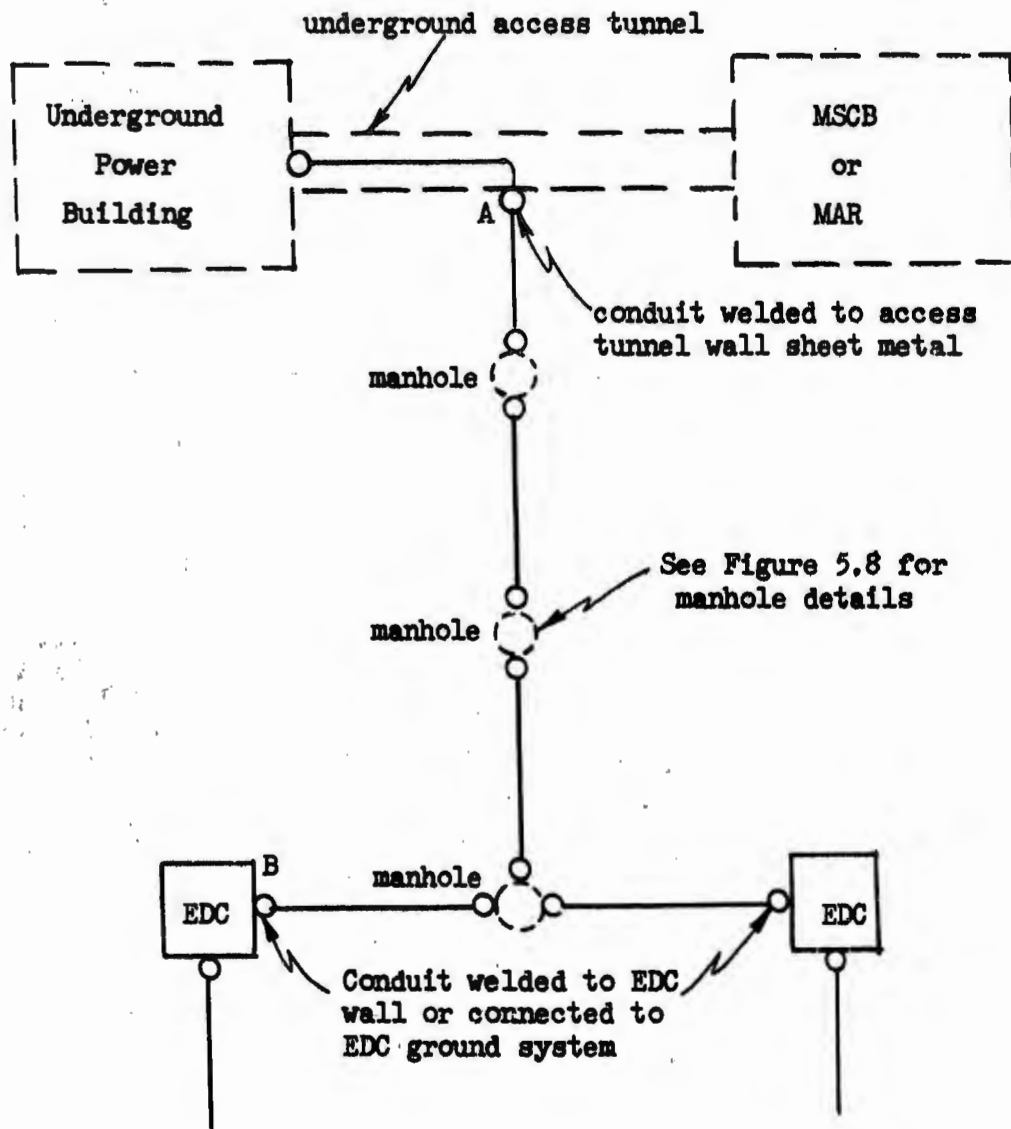 underground access tunnel
Underground
Power
Building
MSCB
or
MAR
A
conduit welded to access
tunnel wall sheet metal
manhole
See Figure 5.8 for
manhole details
manhole
B
manhole
EDC
EDC
Conduit welded to EDC
wall or connected to
EDC ground system